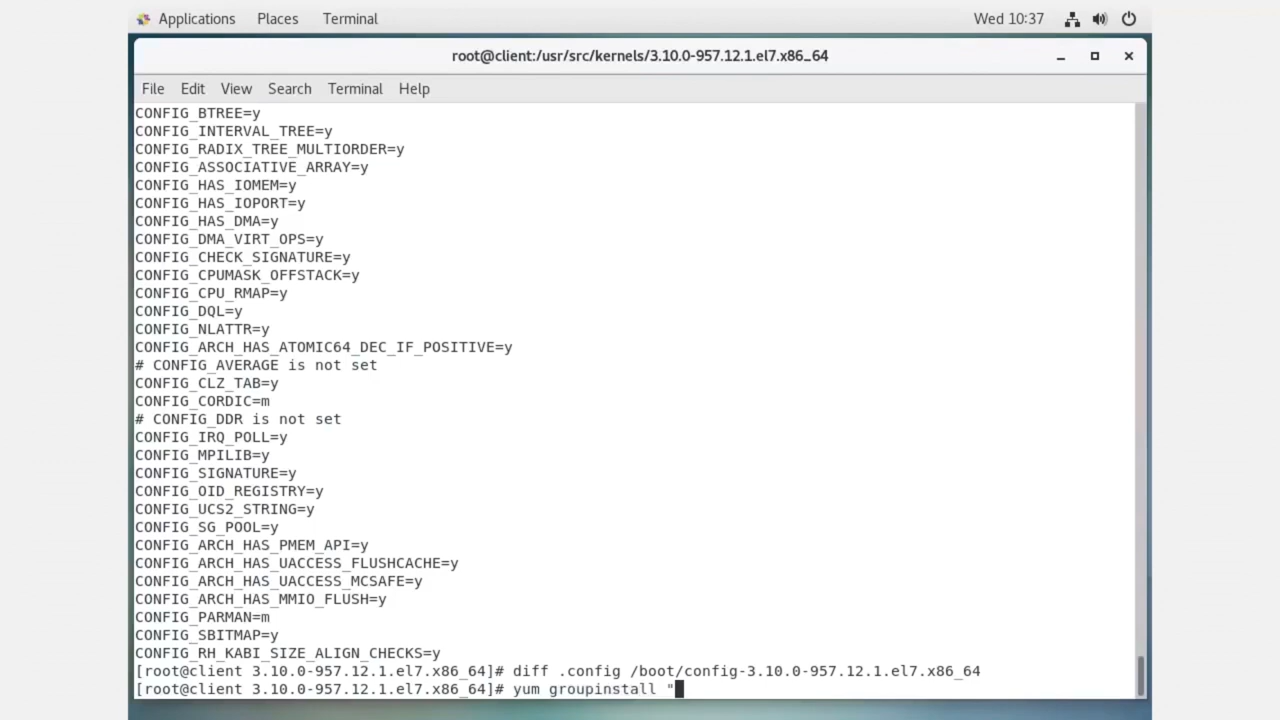 Applications Places Terminal Wed 10:37
root@client:/usr/src/kernels/3.10.0-957.12.1.el7.x86_64
File Edit View Search Terminal Help
CONFIG_BTREE=y
CONFIG_INTERVAL_TREE=y
CONFIG_RADIX_TREE_MULTIORDER=y
CONFIG_ASSOCIATIVE_ARRAY=y
CONFIG_HAS_IOMEM=y
CONFIG_HAS_IOPORT=y
CONFIG_HAS_DMA=y
CONFIG_DMA_VIRT_OPS=y
CONFIG_CHECK_SIGNATURE=y
CONFIG_CPUMASK_OFFSTACK=y
CONFIG_CPU_RMAP=y
CONFIG_DQL=y
CONFIG_NLATTR=y
CONFIG_ARCH_HAS_ATOMIC64_DEC_IF_POSITIVE=y
# CONFIG_AVERAGE is not set
CONFIG_CLZ_TAB=y
CONFIG_CORDIC=m
# CONFIG_DDR is not set
CONFIG_IRQ_POLL=y
CONFIG_MPILIB=y
CONFIG_SIGNATURE=y
CONFIG_OID_REGISTRY=y
CONFIG_UCS2_STRING=y
CONFIG_SG_POOL=y
CONFIG_ARCH_HAS_PMEM_API=y
CONFIG_ARCH_HAS_UACCESS_FLUSHCACHE=y
CONFIG_ARCH_HAS_UACCESS_MCSAFE=y
CONFIG_ARCH_HAS_MMIO_FLUSH=y
CONFIG_PARMAN=m
CONFIG_SBITMAP=y
CONFIG_RH_KABI_SIZE_ALIGN_CHECKS=y
[root@client 3.10.0-957.12.1.el7.x86_64]# diff .config /boot/config-3.10.0-957.12.1.el7.x86_64
[root@client 3.10.0-957.12.1.el7.x86_64]# yum groupinstall "